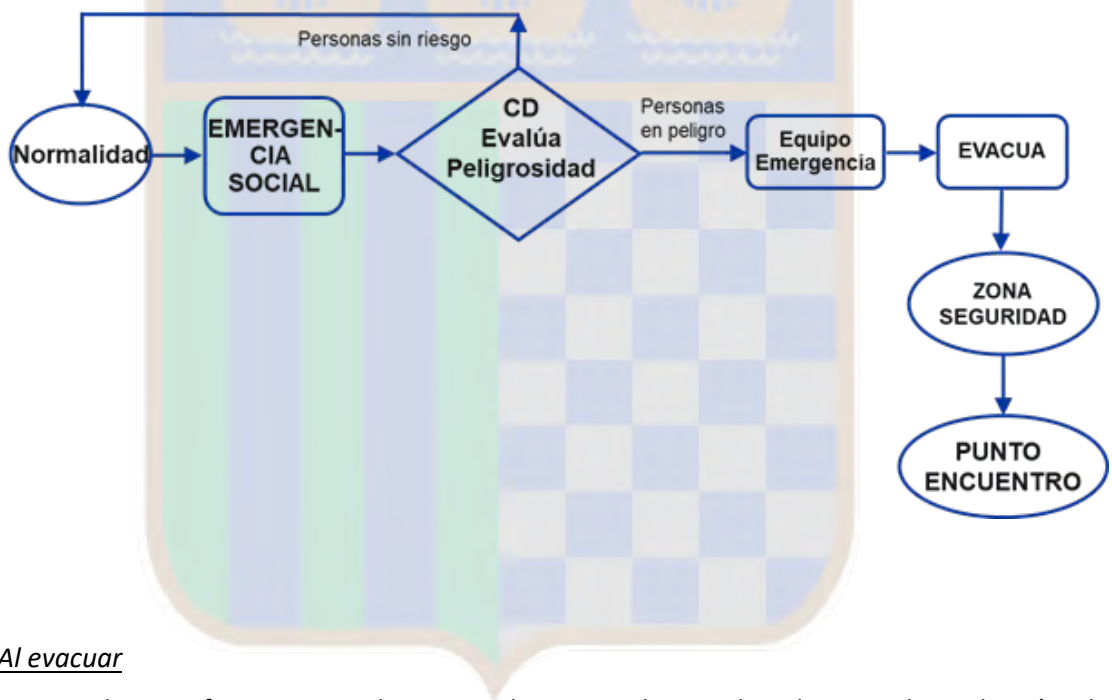 Personas sin riesgo
Normalidad
EMERGEN-
CIA
SOCIAL
CD
Evalúa
Peligrosidad
Personas
en peligro
Equipo
Emergencia
EVACUA
ZONA
SEGURIDAD
PUNTO
ENCUENTRO
Al evacuar